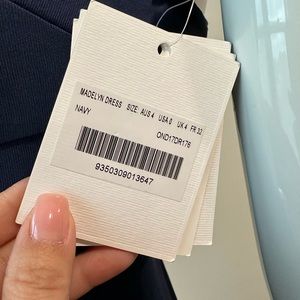 MADELYN DRESS SIZE: AUS 4 USA 0 UK 4 FR 32
NAVY
OND17DR176
9350309013647